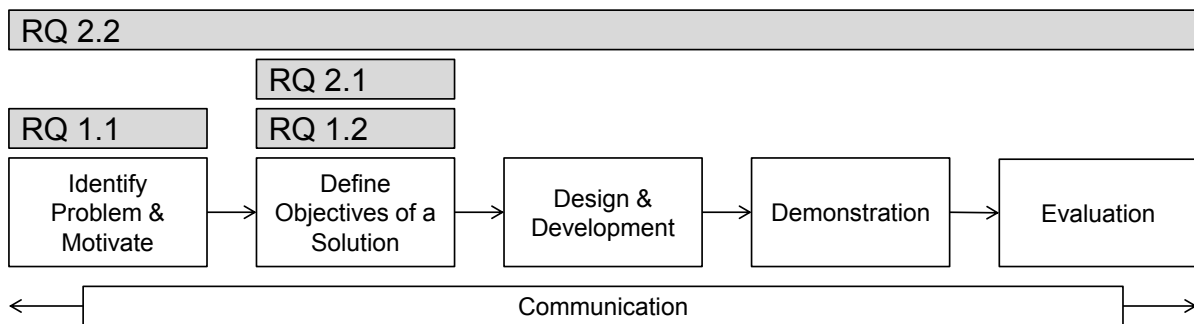 RQ 2.2
RQ 2.1
RQ 1.1
RQ 1.2
Identify
Problem &
Motivate
Define
Objectives of a
Solution
Design &
Development
Demonstration
Evaluation
Communication